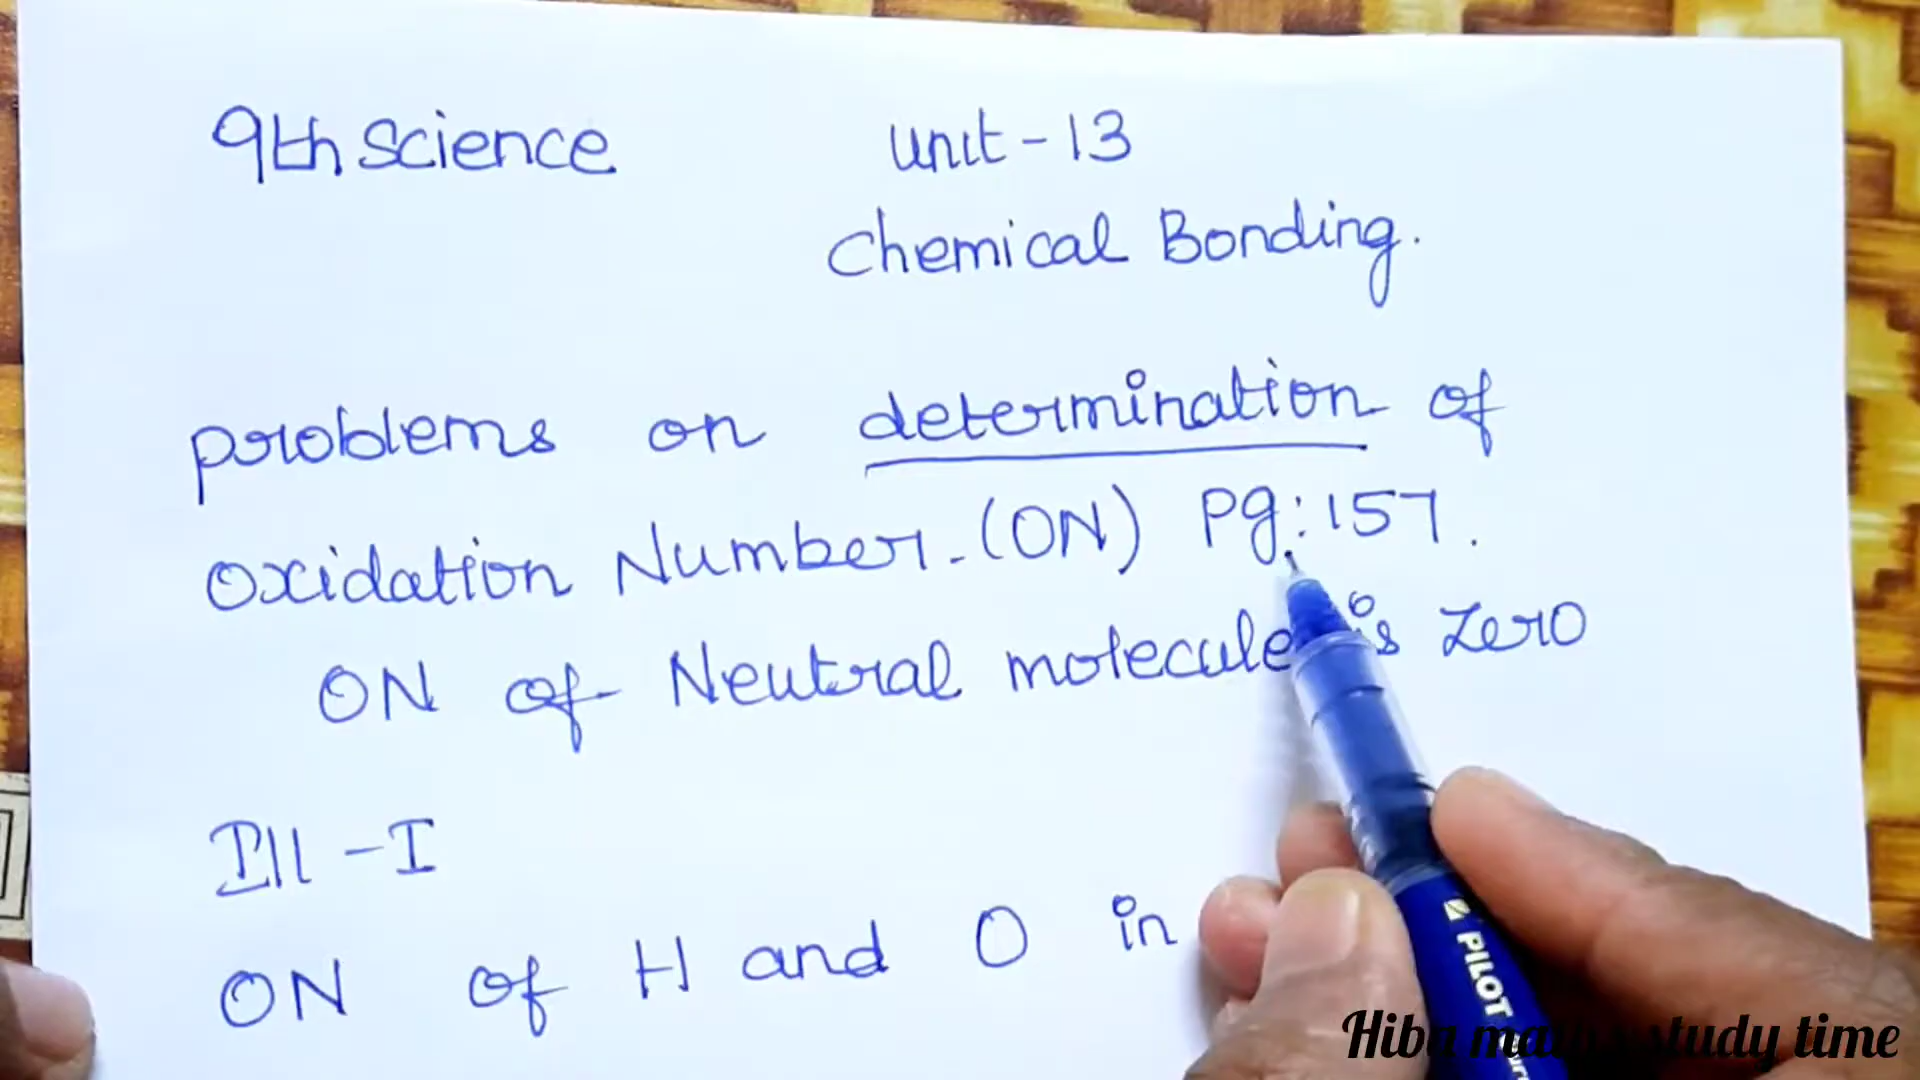 9th Science Unit - 13
Chemical Bonding.
problems on determination of
Oxidation Number. (ON) Pg: 157.
ON of Neutral molecule is Zero
Ill - I
ON of H and O in
PILOT
Hiba maths study time